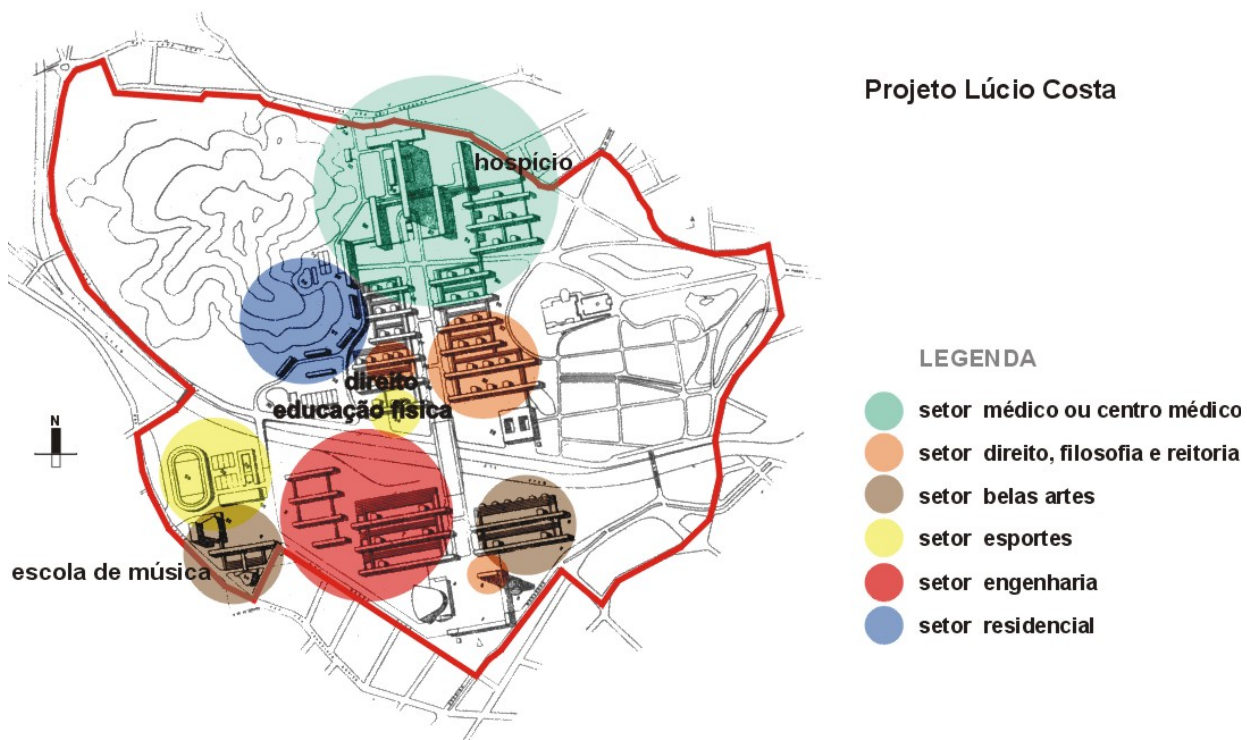 Projeto Lúcio Costa
hospício
direito
educação física
N
escola de música
LEGENDA
setor médico ou centro médico
setor direito, filosofia e reitoria
setor belas artes
setor esportes
setor engenharia
setor residencial